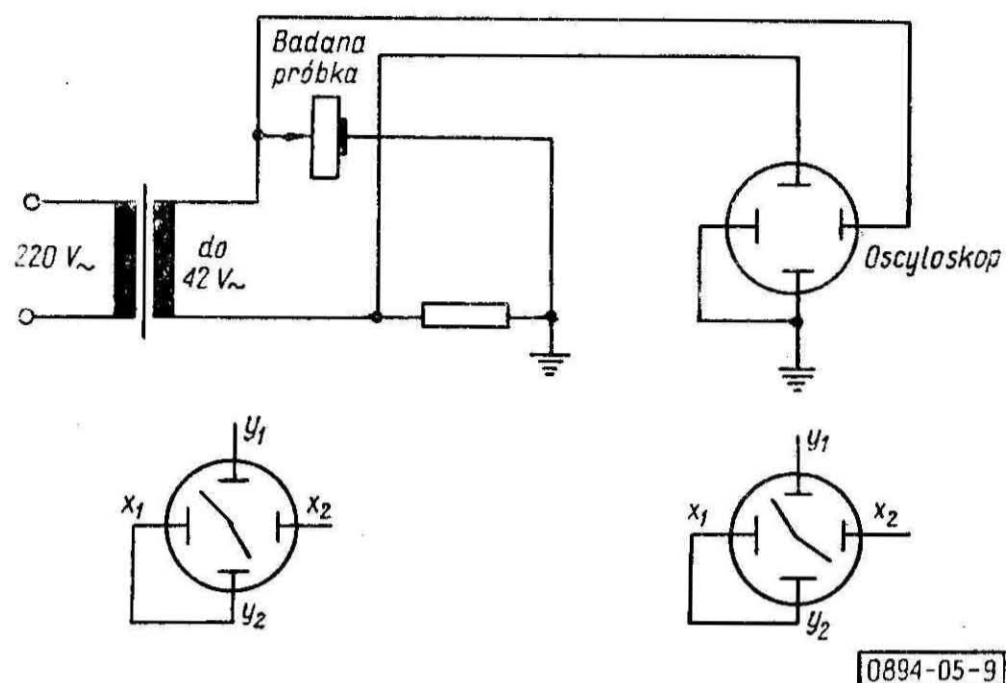 Badana
próbka
220 V~
do
42 V~
Oscyloskop
y1
x1
x2
y2
y1
x1
x2
y2
0894-05-9